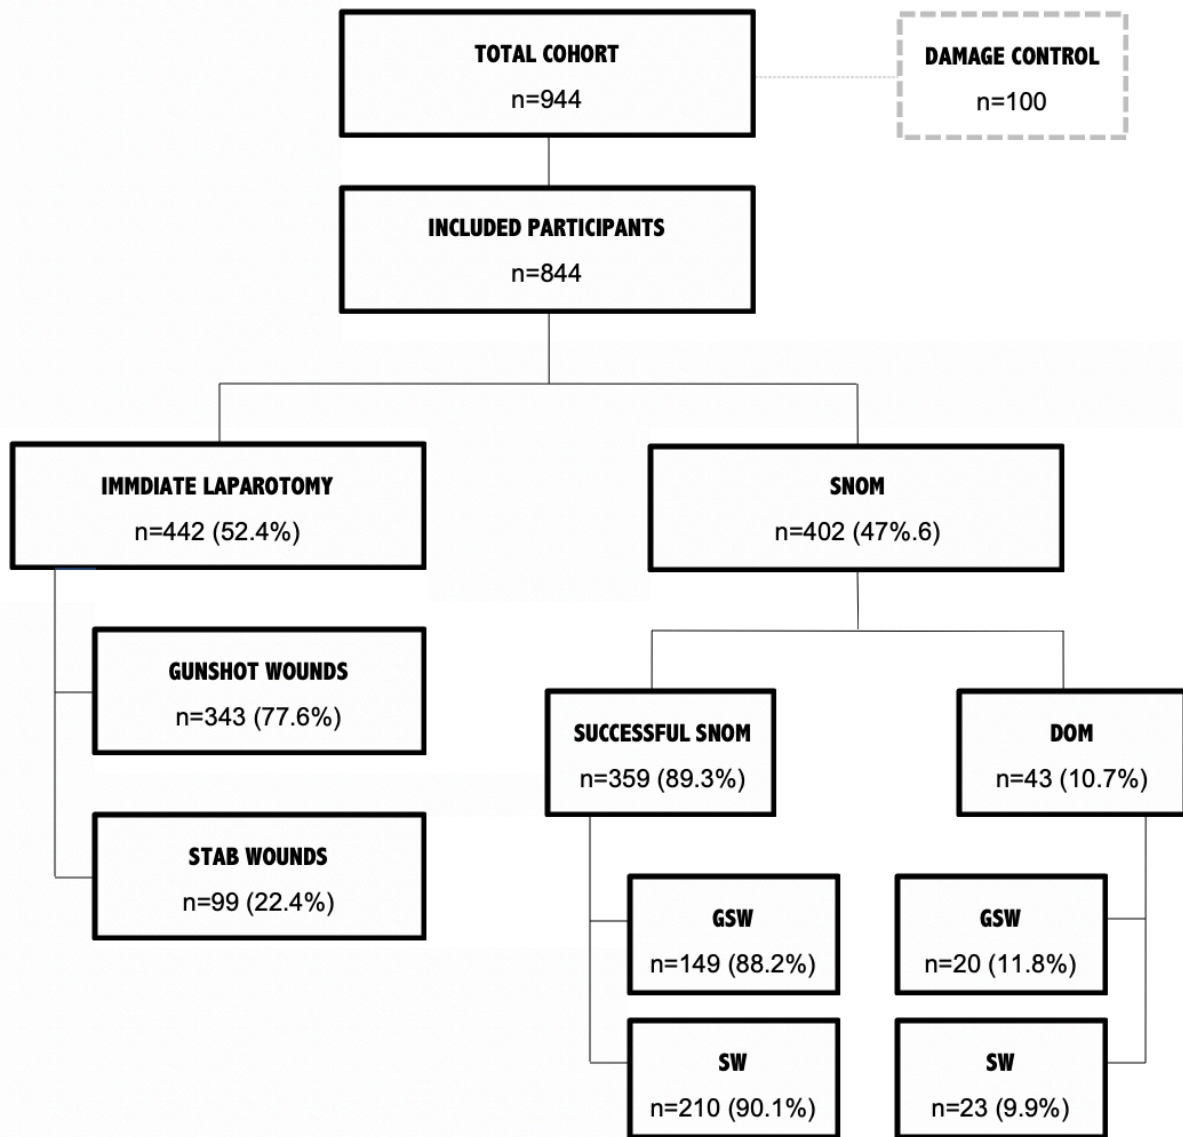 TOTAL COHORT
n=944
DAMAGE CONTROL
n=100
INCLUDED PARTICIPANTS
n=844
IMMDIATE LAPAROTOMY
n=442 (52.4%)
SNOM
n=402 (47%.6)
GUNSHOT WOUNDS
n=343 (77.6%)
STAB WOUNDS
n=99 (22.4%)
SUCCESSFUL SNOM
n=359 (89.3%)
DOM
n=43 (10.7%)
GSW
n=149 (88.2%)
GSW
n=20 (11.8%)
SW
n=210 (90.1%)
SW
n=23 (9.9%)